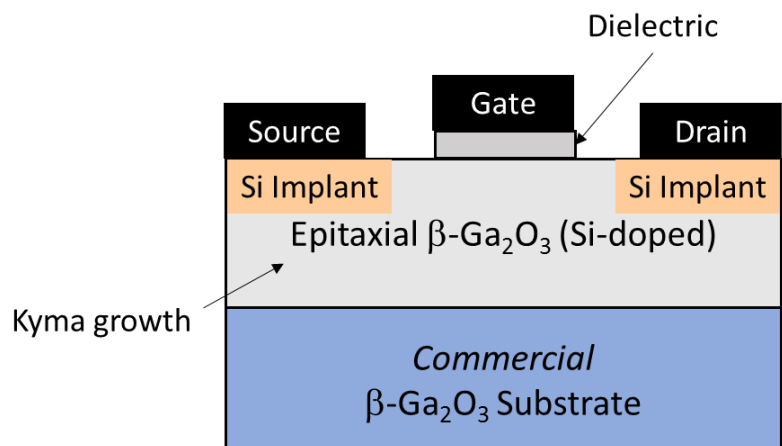 Dielectric
Gate
Source
Drain
Si Implant
Si Implant
Epitaxial β-Ga₂O₃ (Si-doped)
Kyma growth
Commercial
β-Ga₂O₃ Substrate